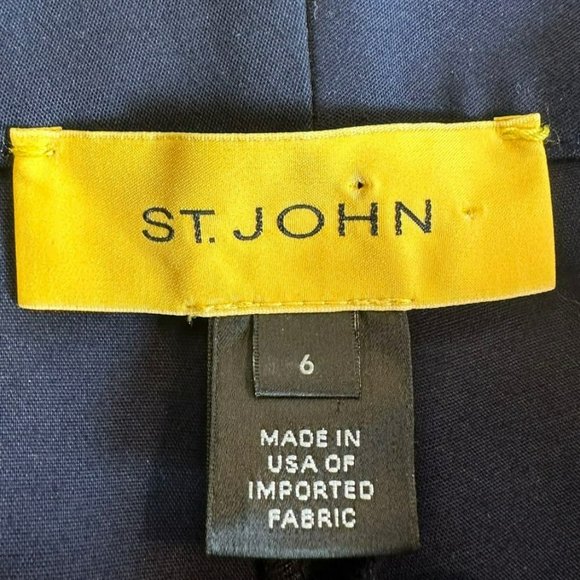 ST. JOHN
6
MADE IN
USA OF
IMPORTED
FABRIC